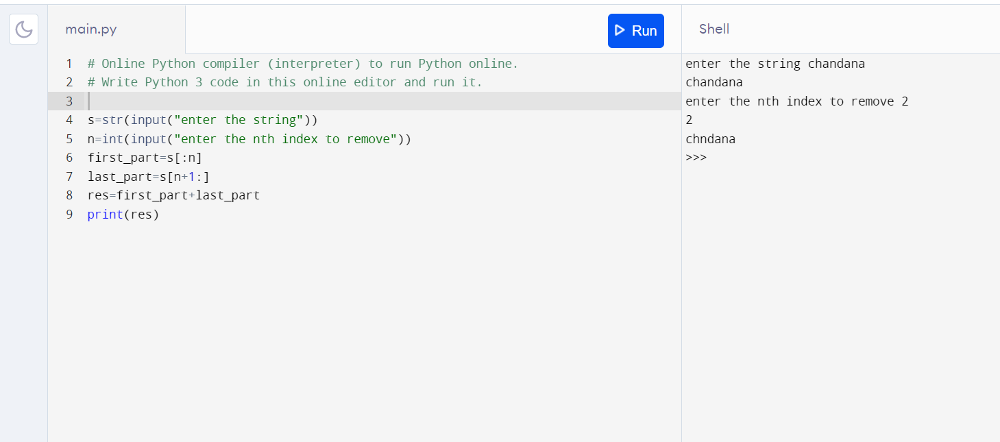 main.py
Run
1 # Online Python compiler (interpreter) to run Python online.
2 # Write Python 3 code in this online editor and run it.
3
4 s=str(input("enter the string"))
5 n=int(input("enter the nth index to remove"))
6 first_part=s[:n]
7 last_part=s[n+1:]
8 res=first_part+last_part
9 print(res)
Shell
enter the string chandana
chandana
enter the nth index to remove 2
2
chndana
>>>